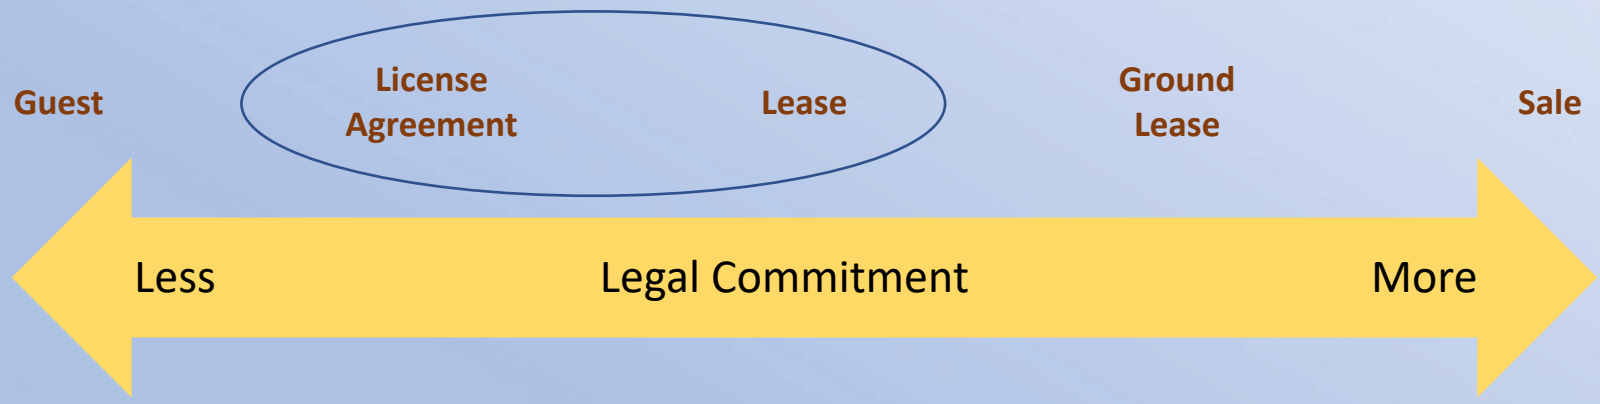 Guest
License
Agreement
Lease
Ground
Lease
Sale
Less
Legal Commitment
More